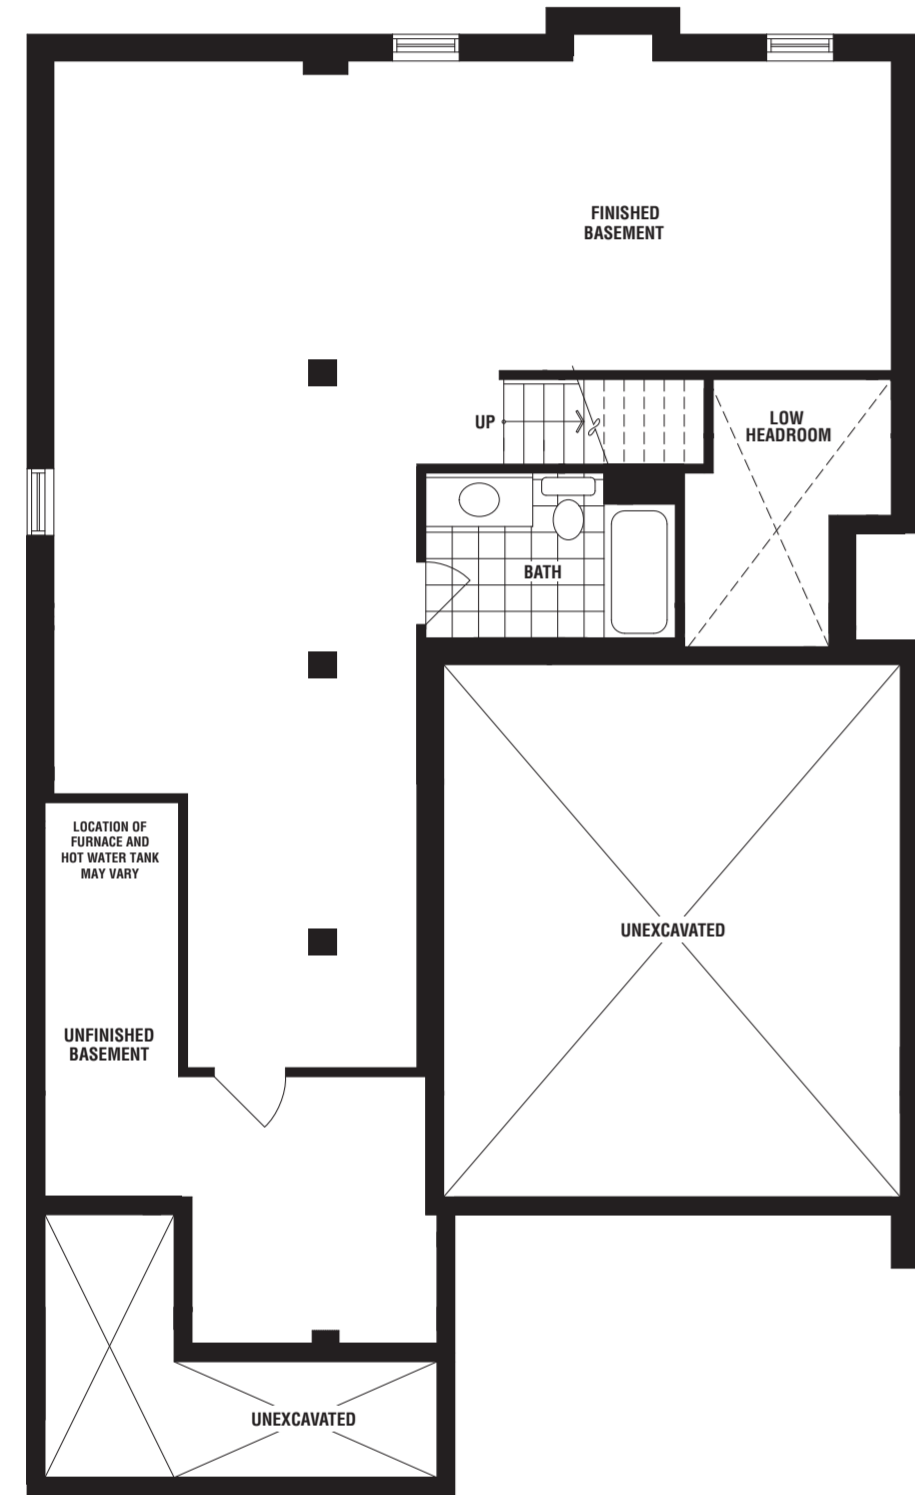 FINISHED
BASEMENT
UP
LOW
HEADROOM
BATH
LOCATION OF
FURNACE AND
HOT WATER TANK
MAY VARY
UNEXCAVATED
UNFINISHED
BASEMENT
UNEXCAVATED